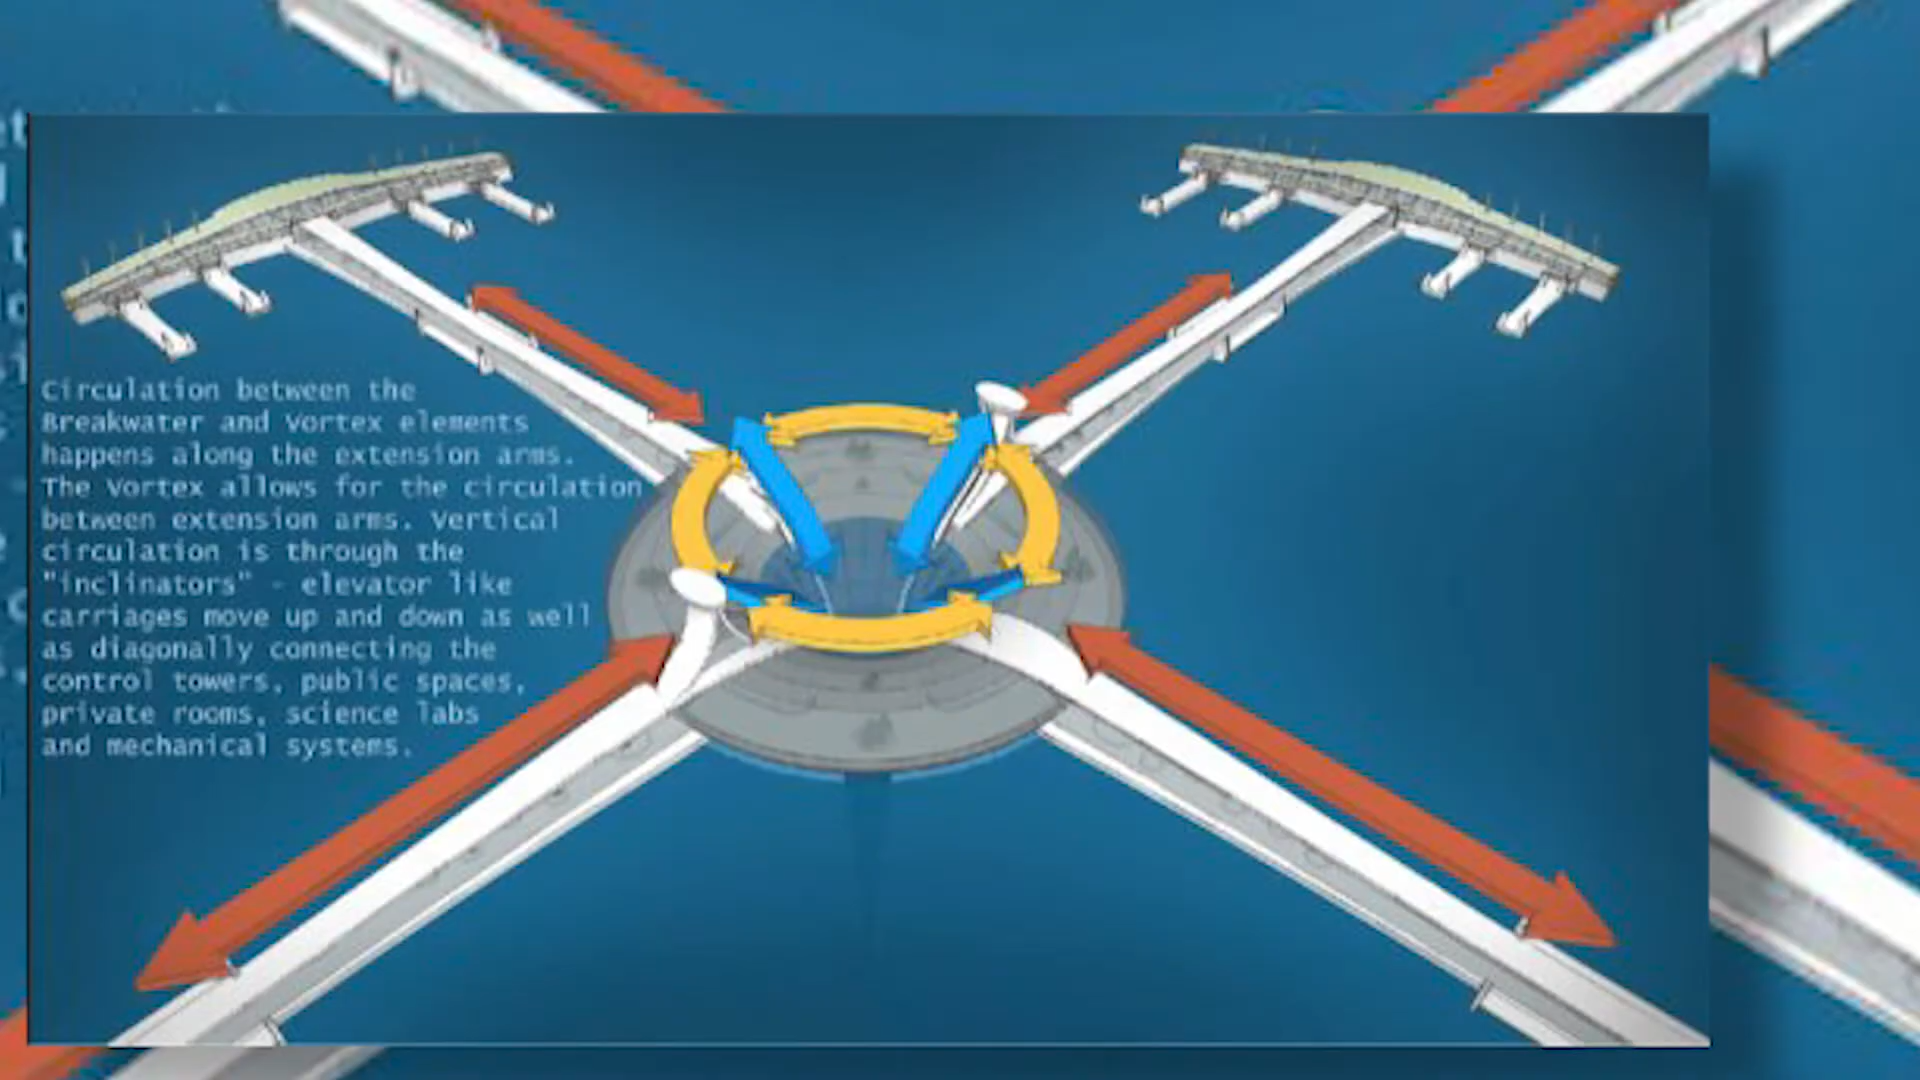 Circulation between the
Breakwater and Vortex elements
happens along the extension arms.
The Vortex allows for the circulation
between extension arms. Vertical
circulation is through the
"inclinators" - elevator like
carriages move up and down as well
as diagonally connecting the
control towers, public spaces,
private rooms, science labs
and mechanical systems.